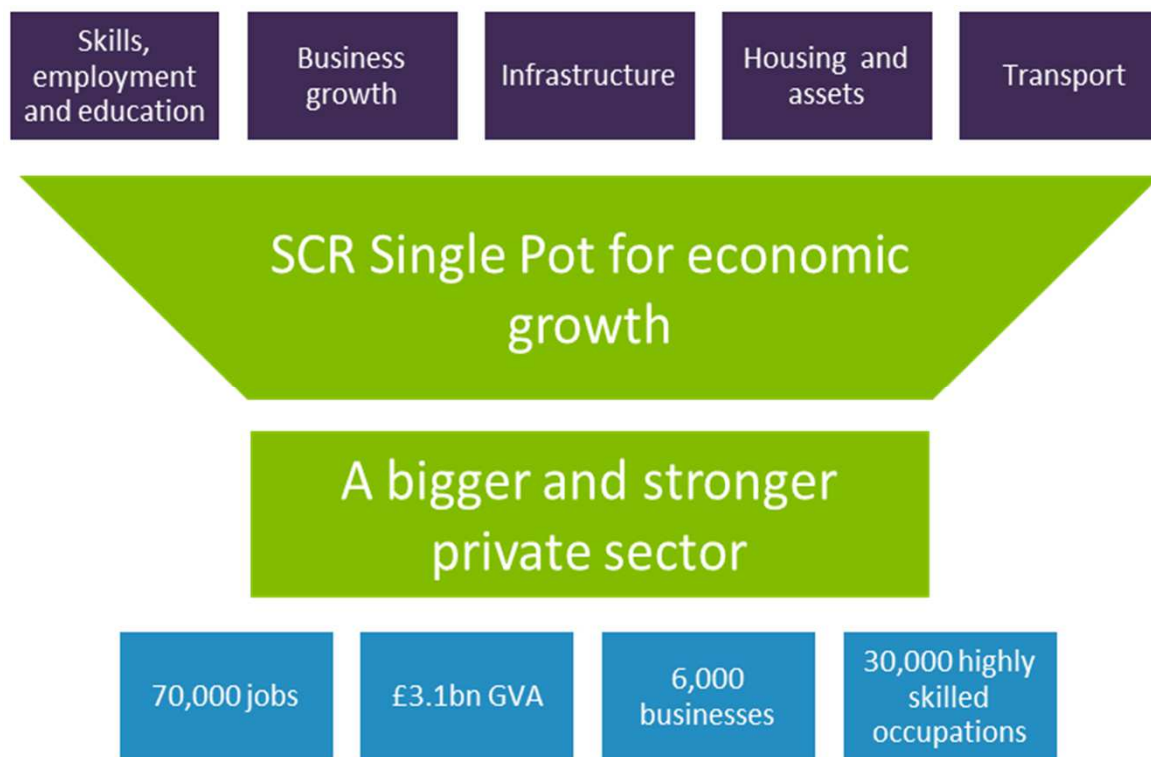 Skills,
employment
and education
Business
growth
Infrastructure
Housing and
assets
Transport
SCR Single Pot for economic
growth
A bigger and stronger
private sector
70,000 jobs
£3.1bn GVA
6,000
businesses
30,000 highly
skilled
occupations